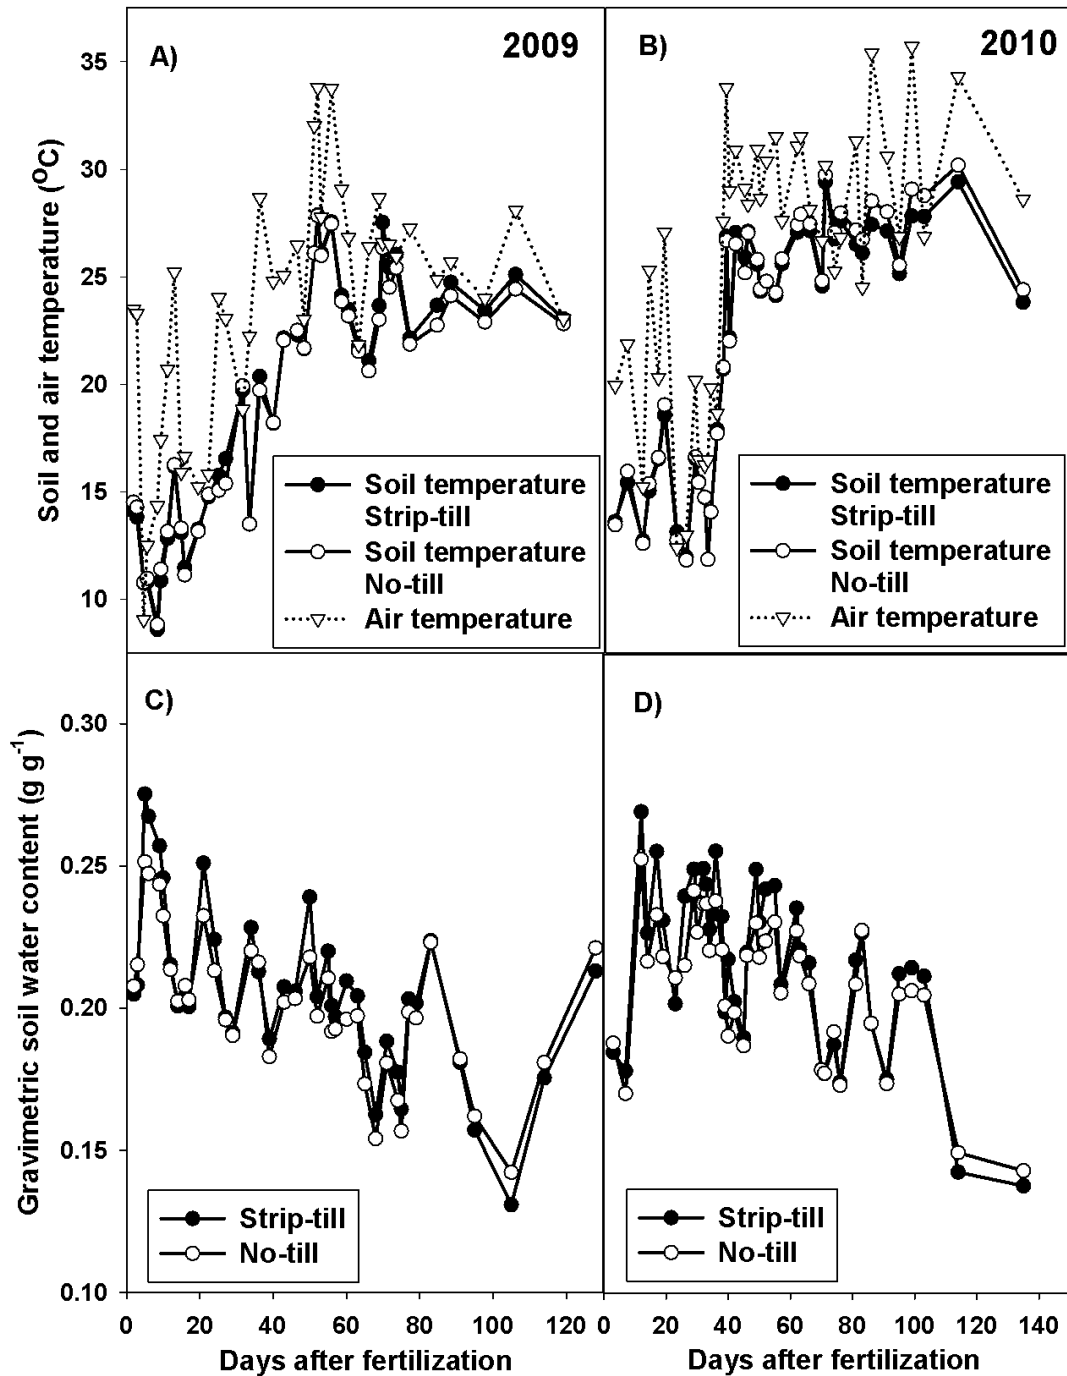 A)
2009
B)
2010
Soil and air temperature (°C)
35
30
25
20
15
10
Soil temperature
Strip-till
Soil temperature
No-till
Air temperature
Soil temperature
Strip-till
Soil temperature
No-till
Air temperature
C)
D)
Gravimetric soil water content (g g⁻¹)
0.30
0.25
0.20
0.15
0.10
Strip-till
No-till
Strip-till
No-till
0 20 40 60 80 100 120 0 20 40 60 80 100 120 140
Days after fertilization
Days after fertilization